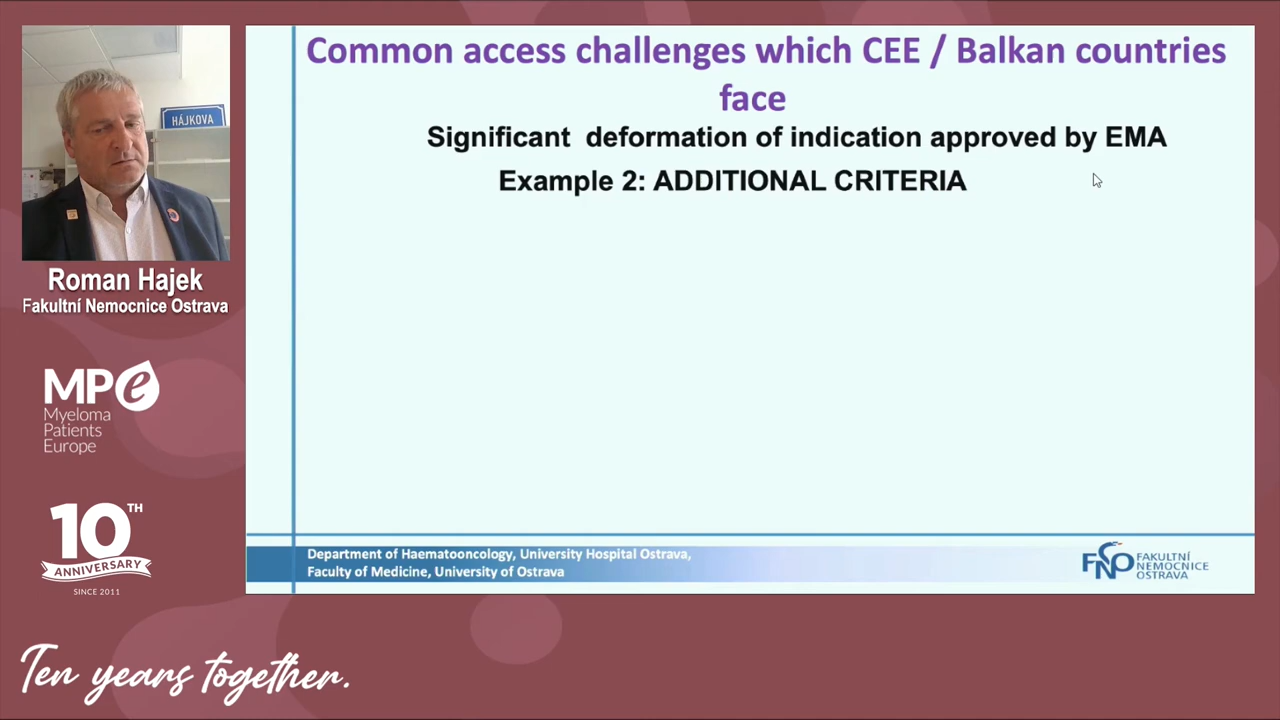 HÁJKOVA
Roman Hajek
Fakultní Nemocnice Ostrava
MPe
Myeloma
Patients
Europe
10TH
ANNIVERSARY
SINCE 2011
Ten years together.
Common access challenges which CEE / Balkan countries
face
Significant deformation of indication approved by EMA
Example 2: ADDITIONAL CRITERIA
Department of Haematooncology, University Hospital Ostrava,
Faculty of Medicine, University of Ostrava
FNO
FAKULTNÍ
NEMOCNICE
OSTRAVA